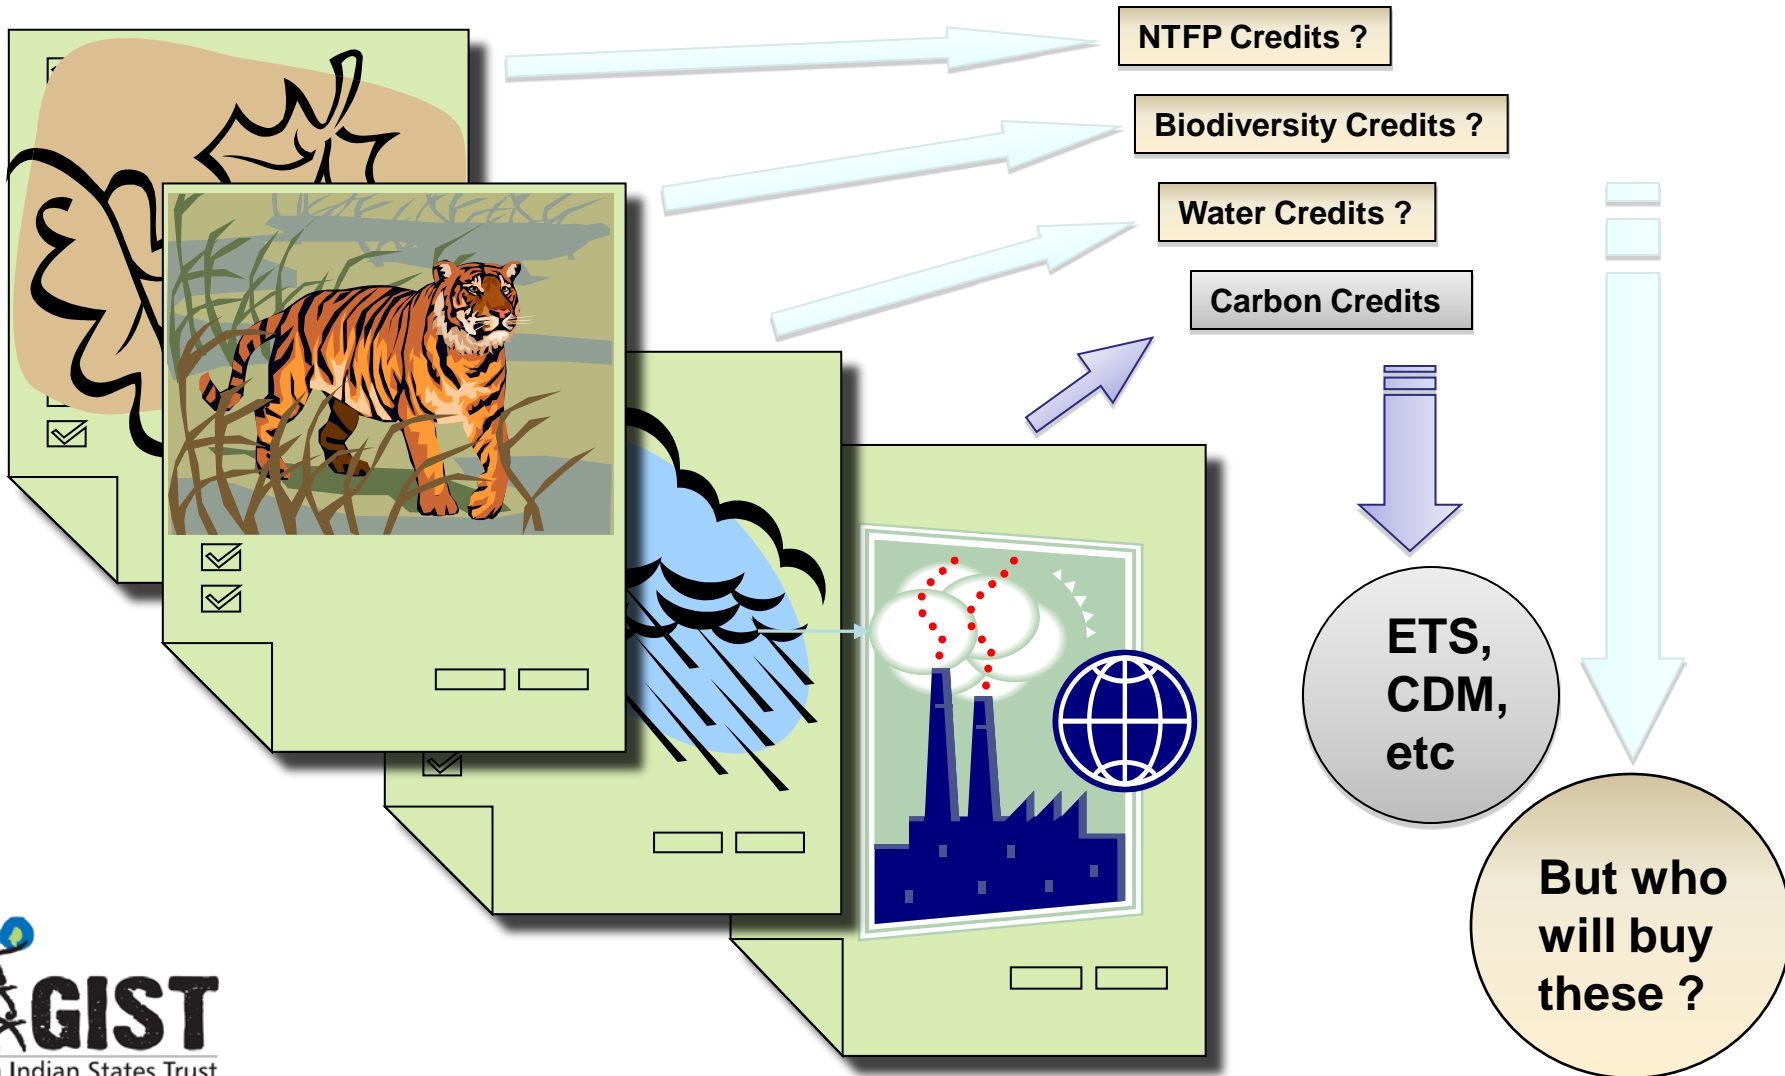 NTFP Credits ?
Biodiversity Credits ?
Water Credits ?
Carbon Credits
ETS,
CDM,
etc
But who
will buy
these ?
GIST
Indian States Trust